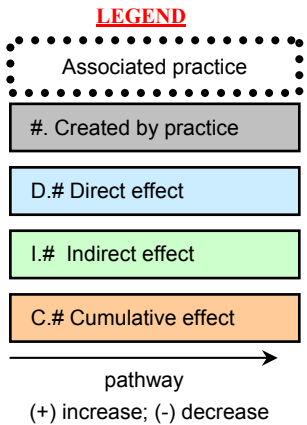 LEGEND
Associated practice
#. Created by practice
D.# Direct effect
I.# Indirect effect
C.# Cumulative effect
pathway
(+) increase; (-) decrease